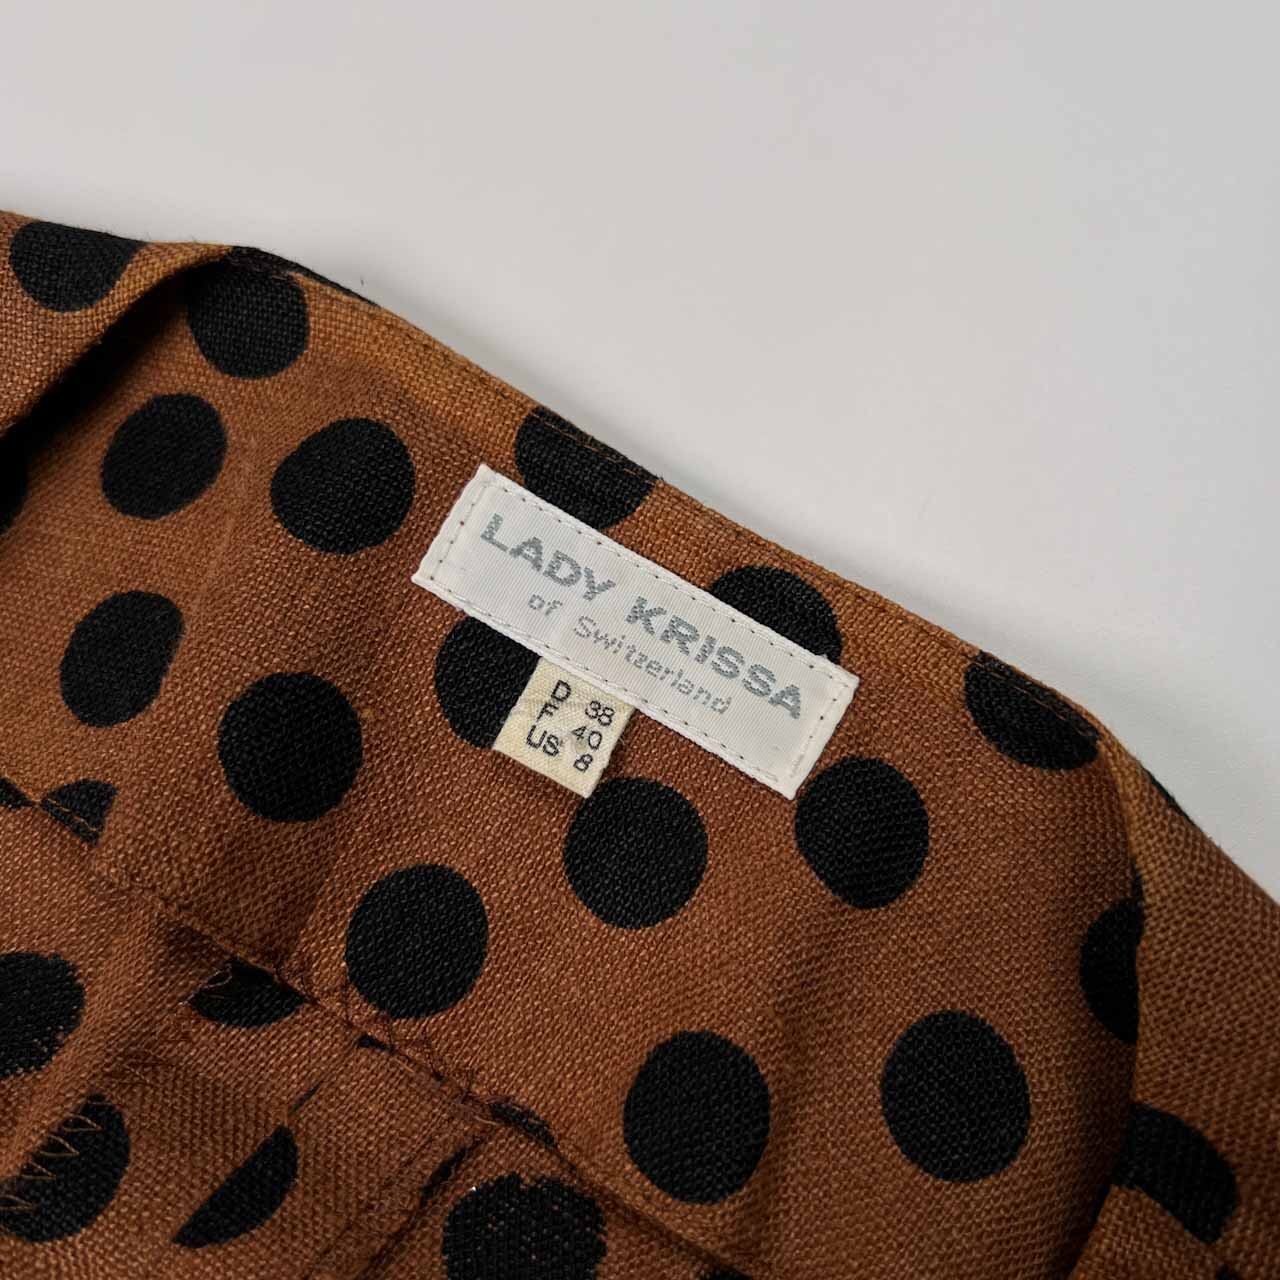 LADY KRISSA
of Switzerland
D 38
F 40
US 8